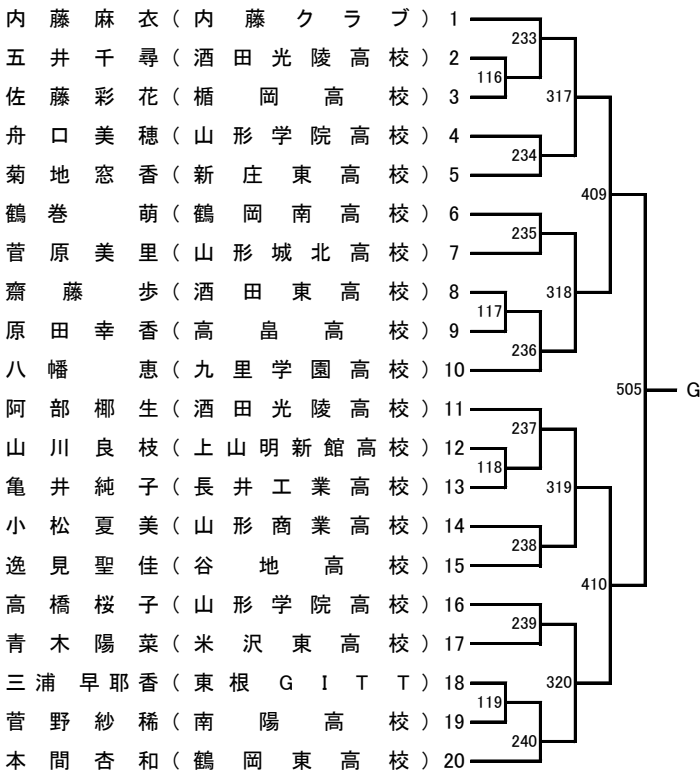 内藤麻衣(内藤クラブ) 1
五井千尋(酒田光陵高校) 2
佐藤彩花(楯岡高校) 3
舟口美穂(山形学院高校) 4
菊地窓香(新庄東高校) 5
鶴巻萌(鶴岡南高校) 6
菅原美里(山形城北高校) 7
齋藤歩(酒田東高校) 8
原田幸香(高畠高校) 9
八幡恵(九里学園高校) 10
阿部椰生(酒田光陵高校) 11
山川良枝(上山明新館高校) 12
亀井純子(長井工業高校) 13
小松夏美(山形商業高校) 14
逸見聖佳(谷地高校) 15
高橋桜子(山形学院高校) 16
青木陽菜(米沢東高校) 17
三浦早耶香(東根GITT) 18
菅野紗稀(南陽高校) 19
本間杏和(鶴岡東高校) 20
116
117
118
119
233
234
235
236
237
238
239
240
317
318
319
320
409
410
505
G